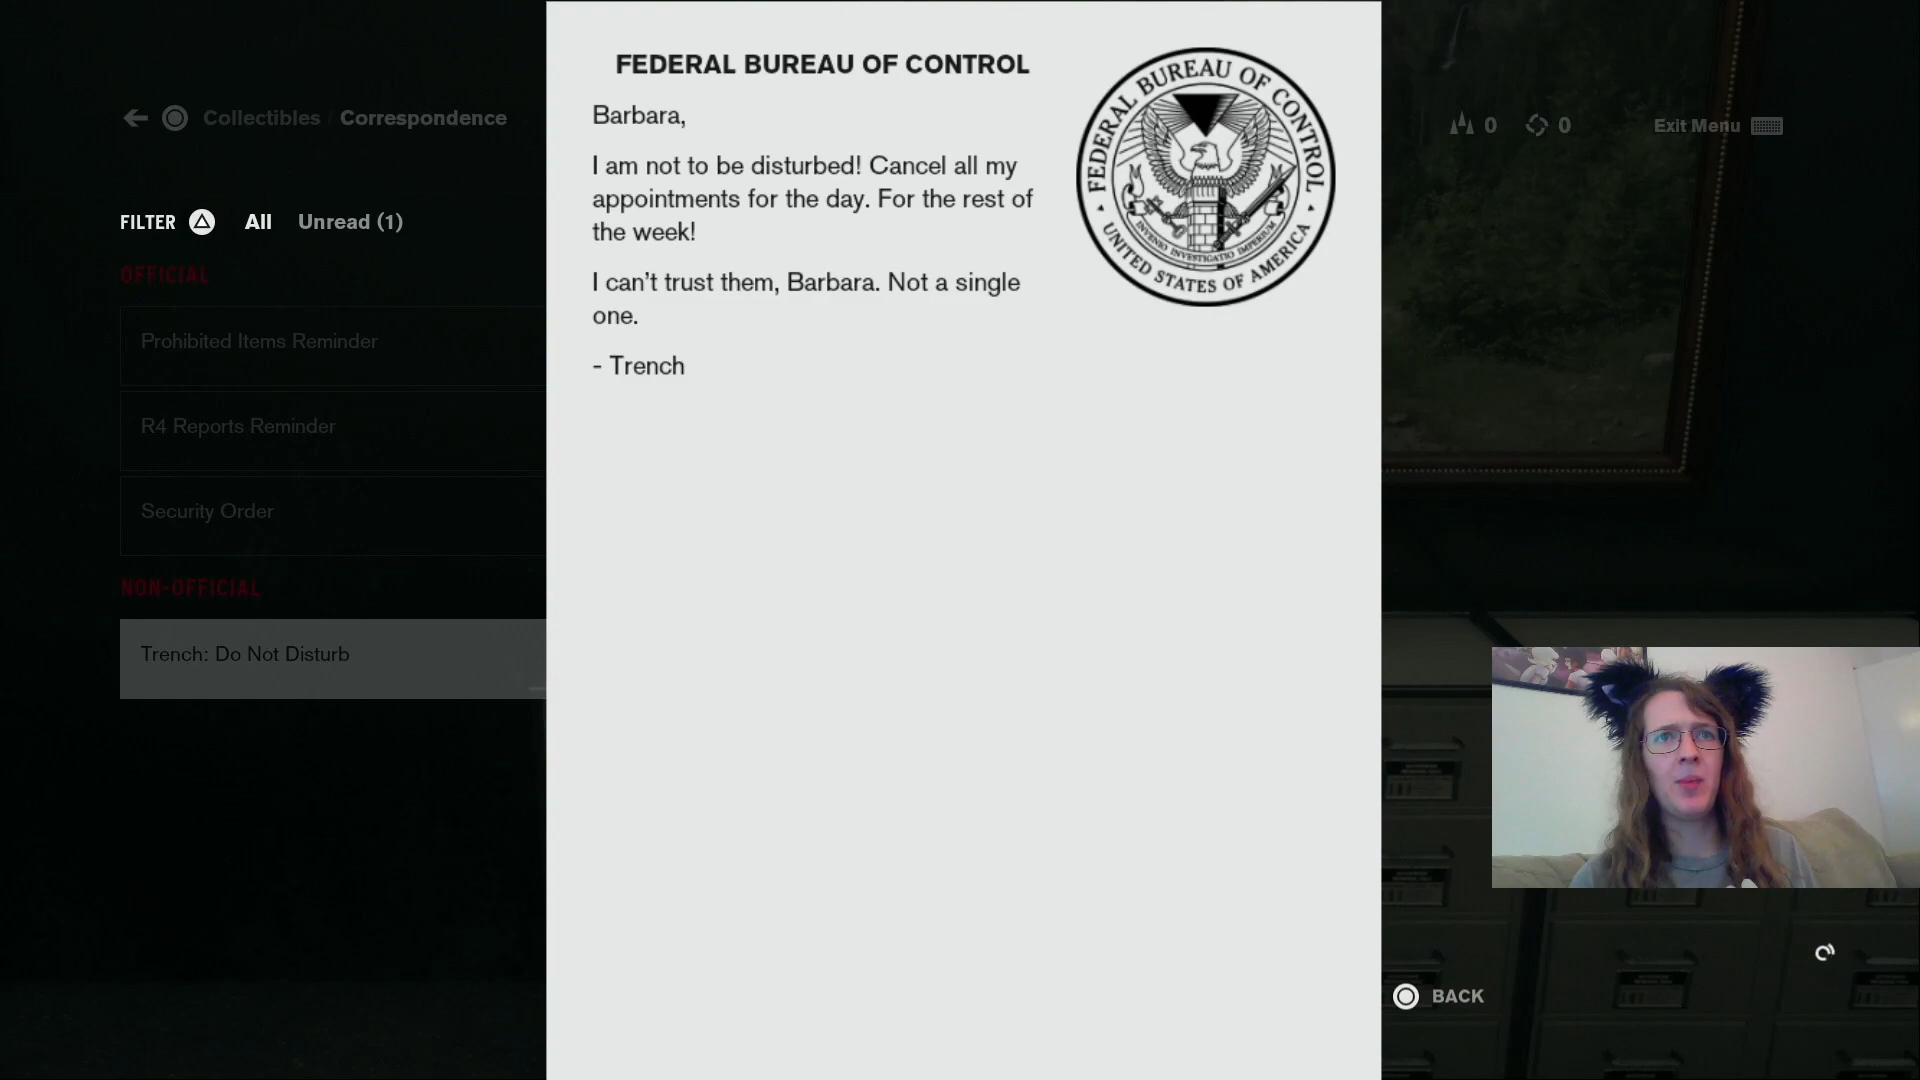 FEDERAL BUREAU OF CONTROL
Barbara,
I am not to be disturbed! Cancel all my
appointments for the day. For the rest of
the week!
I can't trust them, Barbara. Not a single
one.
- Trench
FEDERAL BUREAU OF CONTROL
INVENIO INVESTIGATIO IMPERIUM
UNITED STATES OF AMERICA
Collectibles / Correspondence
0 0 Exit Menu
FILTER All Unread (1)
OFFICIAL
Prohibited Items Reminder
R4 Reports Reminder
Security Order
NON-OFFICIAL
Trench: Do Not Disturb
BACK